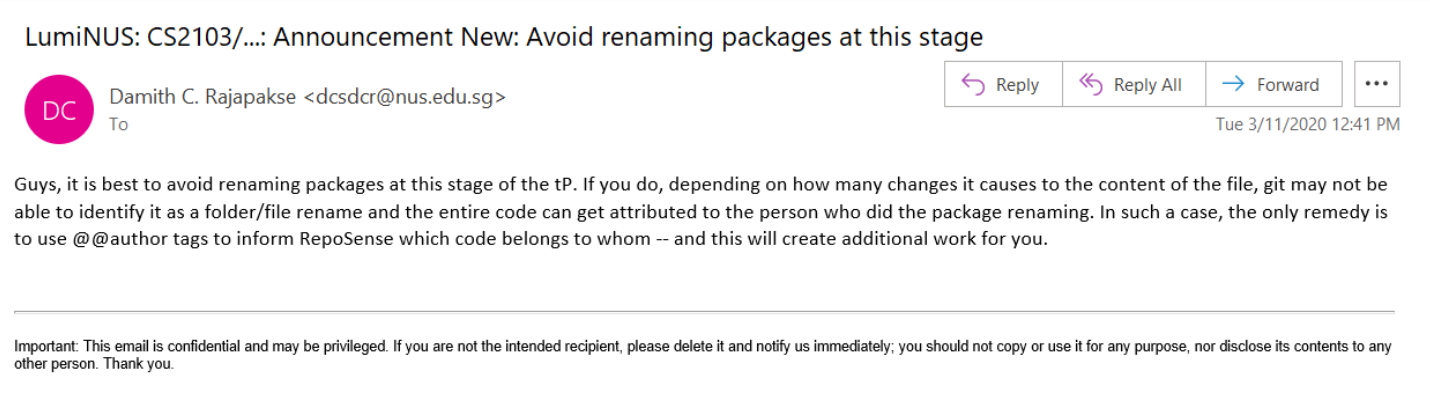 LumiNUS: CS2103/...: Announcement New: Avoid renaming packages at this stage
DC
Damith C. Rajapakse <dcsdcr@nus.edu.sg>
To
Reply
Reply All
Forward
...
Tue 3/11/2020 12:41 PM
Guys, it is best to avoid renaming packages at this stage of the tP. If you do, depending on how many changes it causes to the content of the file, git may not be
able to identify it as a folder/file rename and the entire code can get attributed to the person who did the package renaming. In such a case, the only remedy is
to use @@author tags to inform RepoSense which code belongs to whom -- and this will create additional work for you.
Important: This email is confidential and may be privileged. If you are not the intended recipient, please delete it and notify us immediately; you should not copy or use it for any purpose, nor disclose its contents to any
other person. Thank you.